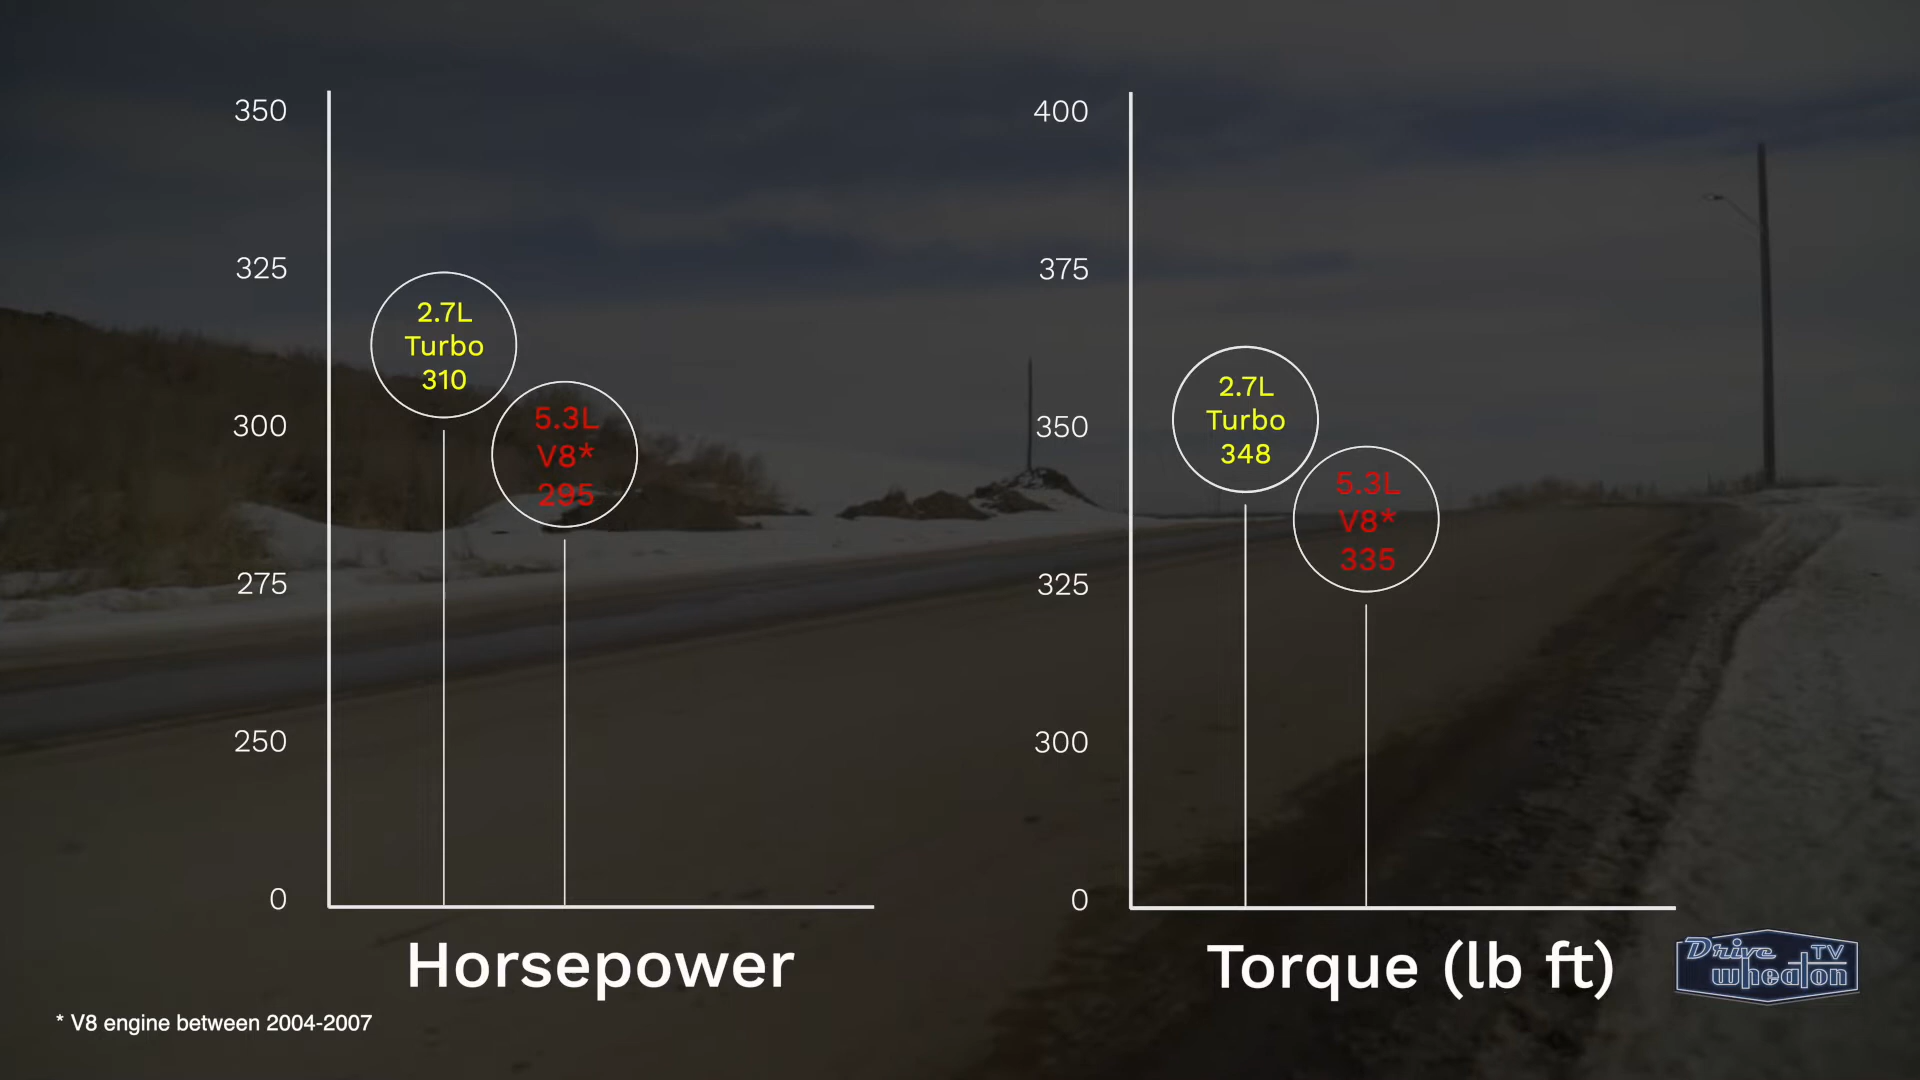 350
325
300
275
250
0
2.7L
Turbo
310
5.3L
V8*
295
Horsepower
400
375
350
325
300
0
2.7L
Turbo
348
5.3L
V8*
335
Torque (lb ft)
* V8 engine between 2004-2007
Drive TV
wheaton